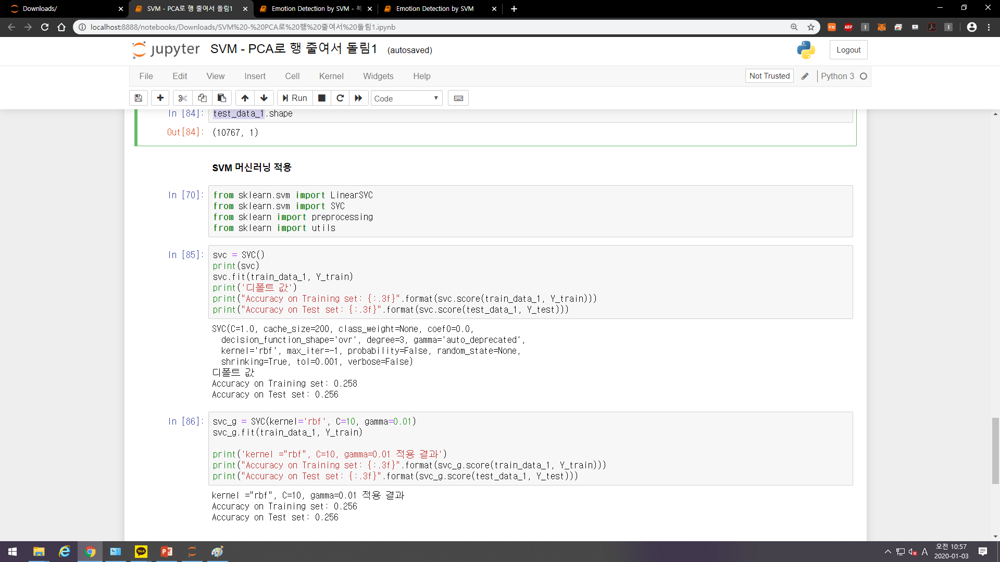 Downloads/
SVM - PCA로 행 줄여서 돌림1
Emotion Detection by SVM - 복
Emotion Detection by SVM
localhost:8888/notebooks/Downloads/SVM%20-%20PCA로%20행%20줄여서%20돌림1.ipynb
jupyter SVM - PCA로 행 줄여서 돌림1 (autosaved)
Logout
File Edit View Insert Cell Kernel Widgets Help
Not Trusted Python 3
Run Code
In [84]: test_data_1.shape
Out[84]: (10767, 1)
SVM 머신러닝 적용
In [70]: from sklearn.svm import LinearSVC
from sklearn.svm import SVC
from sklearn import preprocessing
from sklearn import utils
In [85]: svc = SVC()
print(svc)
svc.fit(train_data_1, Y_train)
print('디폴트 값')
print("Accuracy on Training set: {:.3f}".format(svc.score(train_data_1, Y_train)))
print("Accuracy on Test set: {:.3f}".format(svc.score(test_data_1, Y_test)))
SVC(C=1.0, cache_size=200, class_weight=None, coef0=0.0,
decision_function_shape='ovr', degree=3, gamma='auto_deprecated',
kernel='rbf', max_iter=-1, probability=False, random_state=None,
shrinking=True, tol=0.001, verbose=False)
디폴트 값
Accuracy on Training set: 0.258
Accuracy on Test set: 0.256
In [86]: svc_g = SVC(kernel='rbf', C=10, gamma=0.01)
svc_g.fit(train_data_1, Y_train)
print('kernel ="rbf", C=10, gamma=0.01 적용 결과')
print("Accuracy on Training set: {:.3f}".format(svc_g.score(train_data_1, Y_train)))
print("Accuracy on Test set: {:.3f}".format(svc_g.score(test_data_1, Y_test)))
kernel ="rbf", C=10, gamma=0.01 적용 결과
Accuracy on Training set: 0.256
Accuracy on Test set: 0.256
TALK
A
오전 10:57
2020-01-03